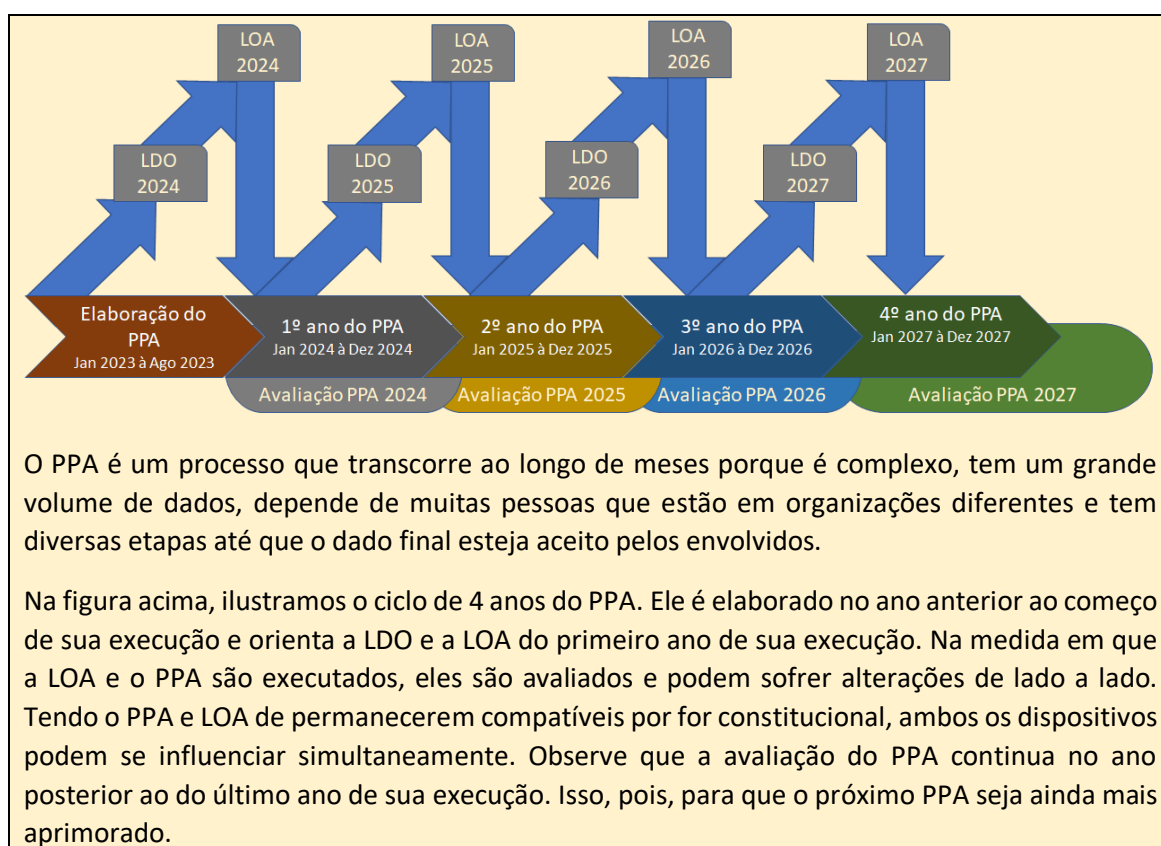 LOA
2024
LOA
2025
LOA
2026
LOA
2027
LDO
2024
LDO
2025
LDO
2026
LDO
2027
Elaboração do
PPA
Jan 2023 à Ago 2023
1º ano do PPA
Jan 2024 à Dez 2024
2º ano do PPA
Jan 2025 à Dez 2025
3º ano do PPA
Jan 2026 à Dez 2026
4º ano do PPA
Jan 2027 à Dez 2027
Avaliação PPA 2024
Avaliação PPA 2025
Avaliação PPA 2026
Avaliação PPA 2027
O PPA é um processo que transcorre ao longo de meses porque é complexo, tem um grande
volume de dados, depende de muitas pessoas que estão em organizações diferentes e tem
diversas etapas até que o dado final esteja aceito pelos envolvidos.
Na figura acima, ilustramos o ciclo de 4 anos do PPA. Ele é elaborado no ano anterior ao começo
de sua execução e orienta a LDO e a LOA do primeiro ano de sua execução. Na medida em que
a LOA e o PPA são executados, eles são avaliados e podem sofrer alterações de lado a lado.
Tendo o PPA e LOA de permanecerem compatíveis por for constitucional, ambos os dispositivos
podem se influenciar simultaneamente. Observe que a avaliação do PPA continua no ano
posterior ao do último ano de sua execução. Isso, pois, para que o próximo PPA seja ainda mais
aprimorado.